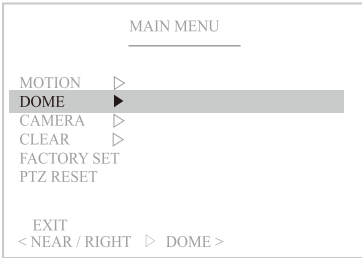 MAIN MENU
MOTION ▷
DOME ▶
CAMERA ▷
CLEAR ▷
FACTORY SET
PTZ RESET
EXIT
< NEAR / RIGHT ▷ DOME >